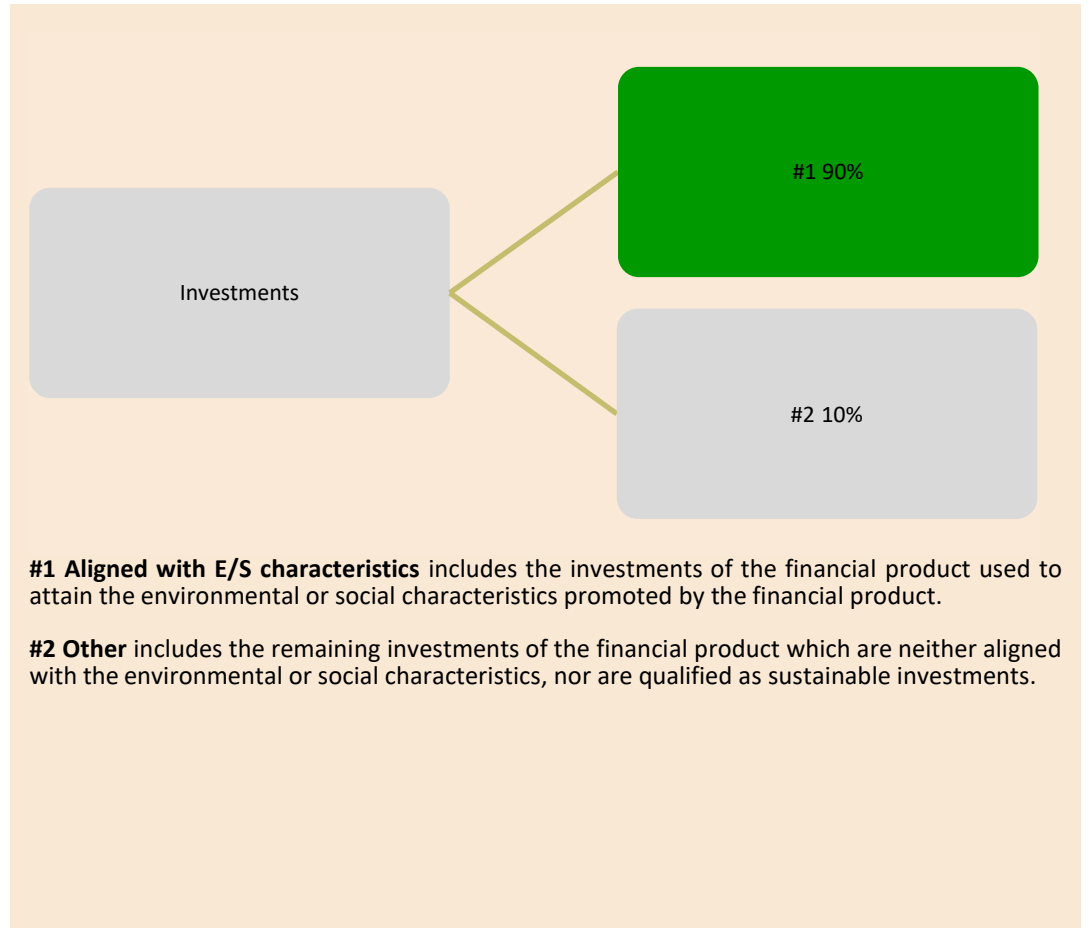 #1 90%
Investments
#2 10%
#1 Aligned with E/S characteristics includes the investments of the financial product used to
attain the environmental or social characteristics promoted by the financial product.
#2 Other includes the remaining investments of the financial product which are neither aligned
with the environmental or social characteristics, nor are qualified as sustainable investments.